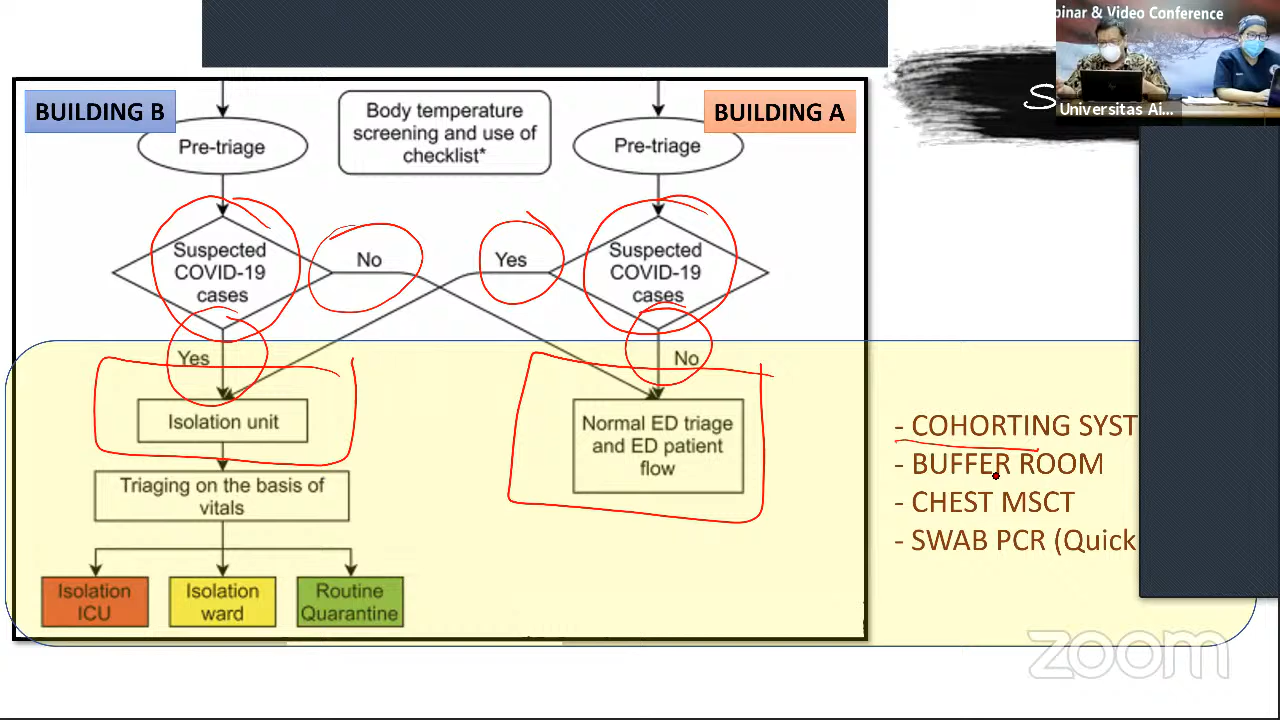 binar & Video Conference
Universitas Ai...
S
BUILDING B
Body temperature
screening and use of
checklist*
BUILDING A
Pre-triage
Pre-triage
Suspected
COVID-19
cases
No
Yes
Suspected
COVID-19
cases
Yes
No
Isolation unit
Normal ED triage
and ED patient
flow
Triaging on the basis of
vitals
Isolation
ICU
Isolation
ward
Routine
Quarantine
- COHORTING SYST
- BUFFER ROOM
- CHEST MSCT
- SWAB PCR (Quick
zoom